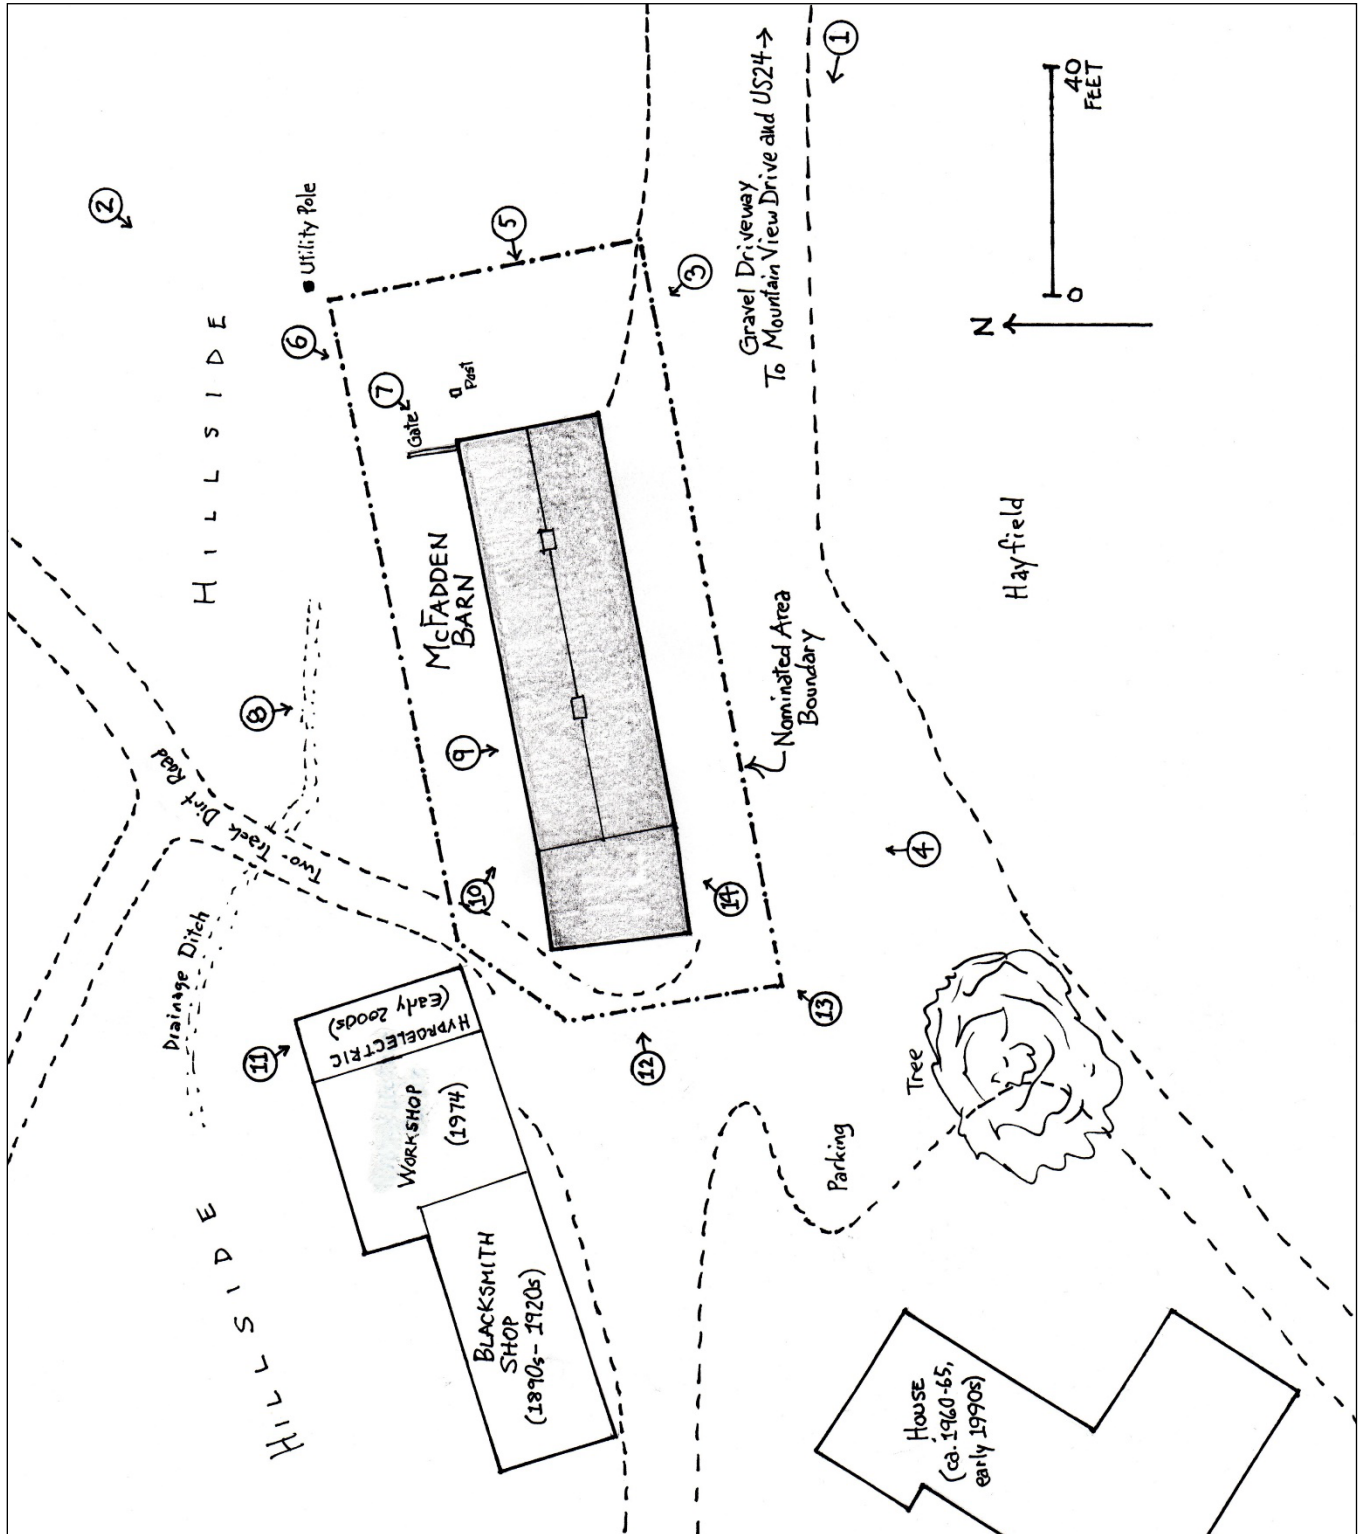 HILLSIDE
2
Utility Pole
6
5
7
Gate
Post
3
1
Gravel Driveway
To Mountain View Drive and US24→
40
FEET
0
N
HILLSIDE
Drainage Ditch
Two-Track Dirt Road
8
McFADDEN
BARN
9
10
Nominated Area
Boundary
Hayfield
4
14
13
12
11
HYDROELECTRIC
(Early 2000s)
WORKSHOP
(1974)
BLACKSMITH
SHOP
(1890s-1920s)
Parking
Tree
HOUSE
(ca. 1960-65,
early 1990s)